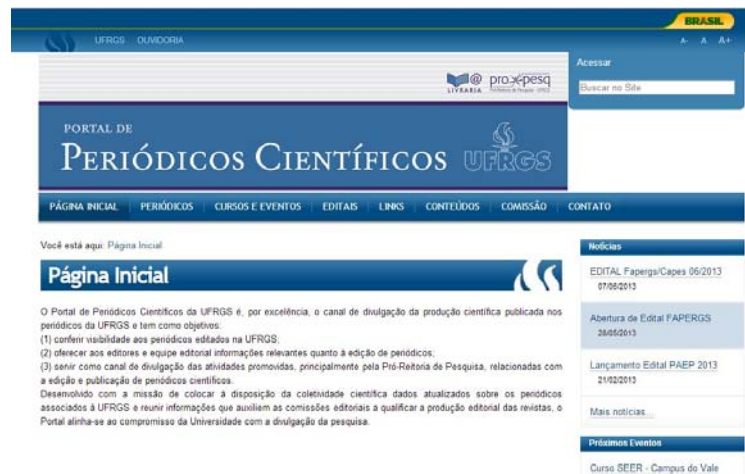 BRASIL
UFRGS OUVIDORIA
A- A A+
Acessar
LIVRARIA
pro pesq
Buscar no Site
PORTAL DE
PERIÓDICOS CIENTÍFICOS UFRGS
PÁGINA INICIAL PERIÓDICOS CURSOS E EVENTOS EDITAIS LINKS CONTEÚDOS COMISSÃO CONTATO
Você está aqui: Página Inicial
Página Inicial
O Portal de Periódicos Científicos da UFRGS é, por excelência, o canal de divulgação da produção científica publicada nos
periódicos da UFRGS e tem como objetivos:
(1) conferir visibilidade aos periódicos editados na UFRGS;
(2) oferecer aos editores e equipe editorial informações relevantes quanto à edição de periódicos;
(3) servir como canal de divulgação das atividades promovidas, principalmente pela Pró-Reitoria de Pesquisa, relacionadas com
a edição e publicação de periódicos científicos.
Desenvolvido com a missão de colocar à disposição da coletividade científica dados atualizados sobre os periódicos
associados à UFRGS e reunir informações que auxiliem as comissões editoriais a qualificar a produção editorial das revistas, o
Portal alinha-se ao compromisso da Universidade com a divulgação da pesquisa.
Notícias
EDITAL Fapergs/Capes 06/2013
07/06/2013
Abertura de Edital FAPERGS
28/05/2013
Lançamento Edital PAEP 2013
21/02/2013
Mais notícias...
Próximos Eventos
Curso SEER - Campus do Vale